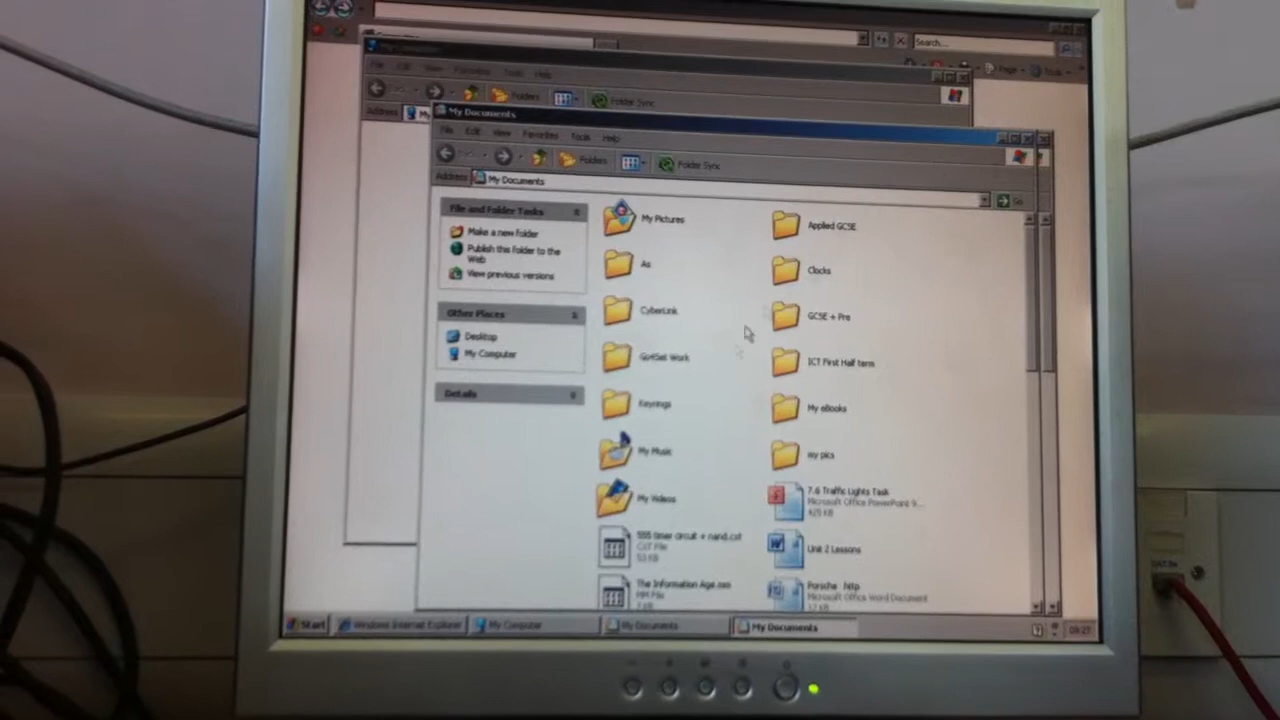 Search...
Page
Tools
File Edit View Favorites Tools Help
Folders
Folder Sync
Address
My Documents
File Edit View Favorites Tools Help
Folders
Folder Sync
Address
My Documents
Go
File and Folder Tasks
Make a new folder
Publish this folder to the
Web
View previous versions
Other Places
Desktop
My Computer
Details
My Pictures
Applied GCSE
As
Clocks
CyberLink
GCSE + Pre
Go4Set Work
ICT First Half term
Keyrings
My eBooks
My Music
my pics
My Videos
7.6 Traffic Lights Task
Microsoft Office PowerPoint 9...
555 timer circuit + nand.cst
CST File
53 KB
Unit 2 Lessons
The Information Age
MM File
Porsche http
Microsoft Office Word Document
12 KB
Start
Windows Internet Explorer
My Computer
My Documents
My Documents
09:27